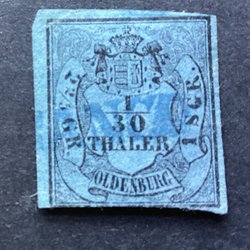 1/30
THALER
1 SGR.
OLDENBURG